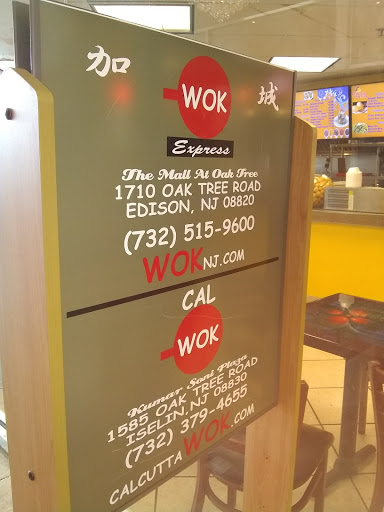 加 城
WOK
Express
The Mall At Oak Tree
1710 OAK TREE ROAD
EDISON, NJ 08820
(732) 515-9600
WOKNJ.COM
CAL
WOK
Kumar Soni Plaza
1585 OAK TREE ROAD
ISELIN, NJ 08830
(732) 379-4655
CALCUTTAWOK.COM